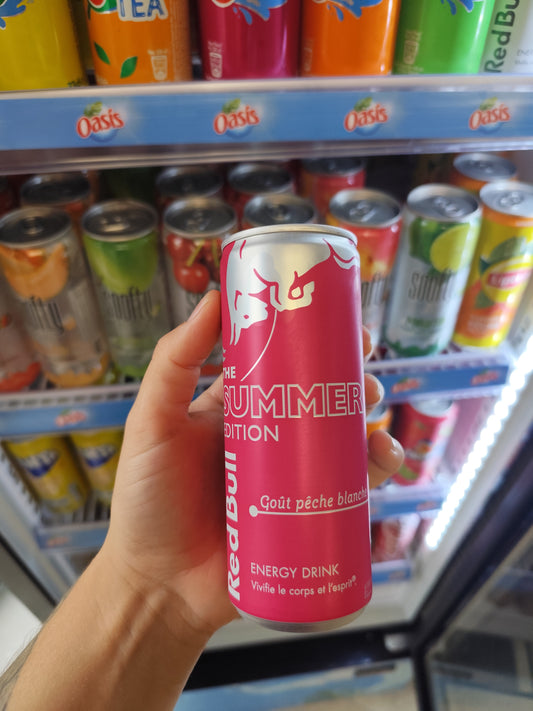 TEA
Red Bull
Oasis
Oasis
Oasis
Oasis
THE
SUMMER
EDITION
Red Bull
Goût pêche blanche
ENERGY DRINK
Vivifie le corps et l'esprit®.